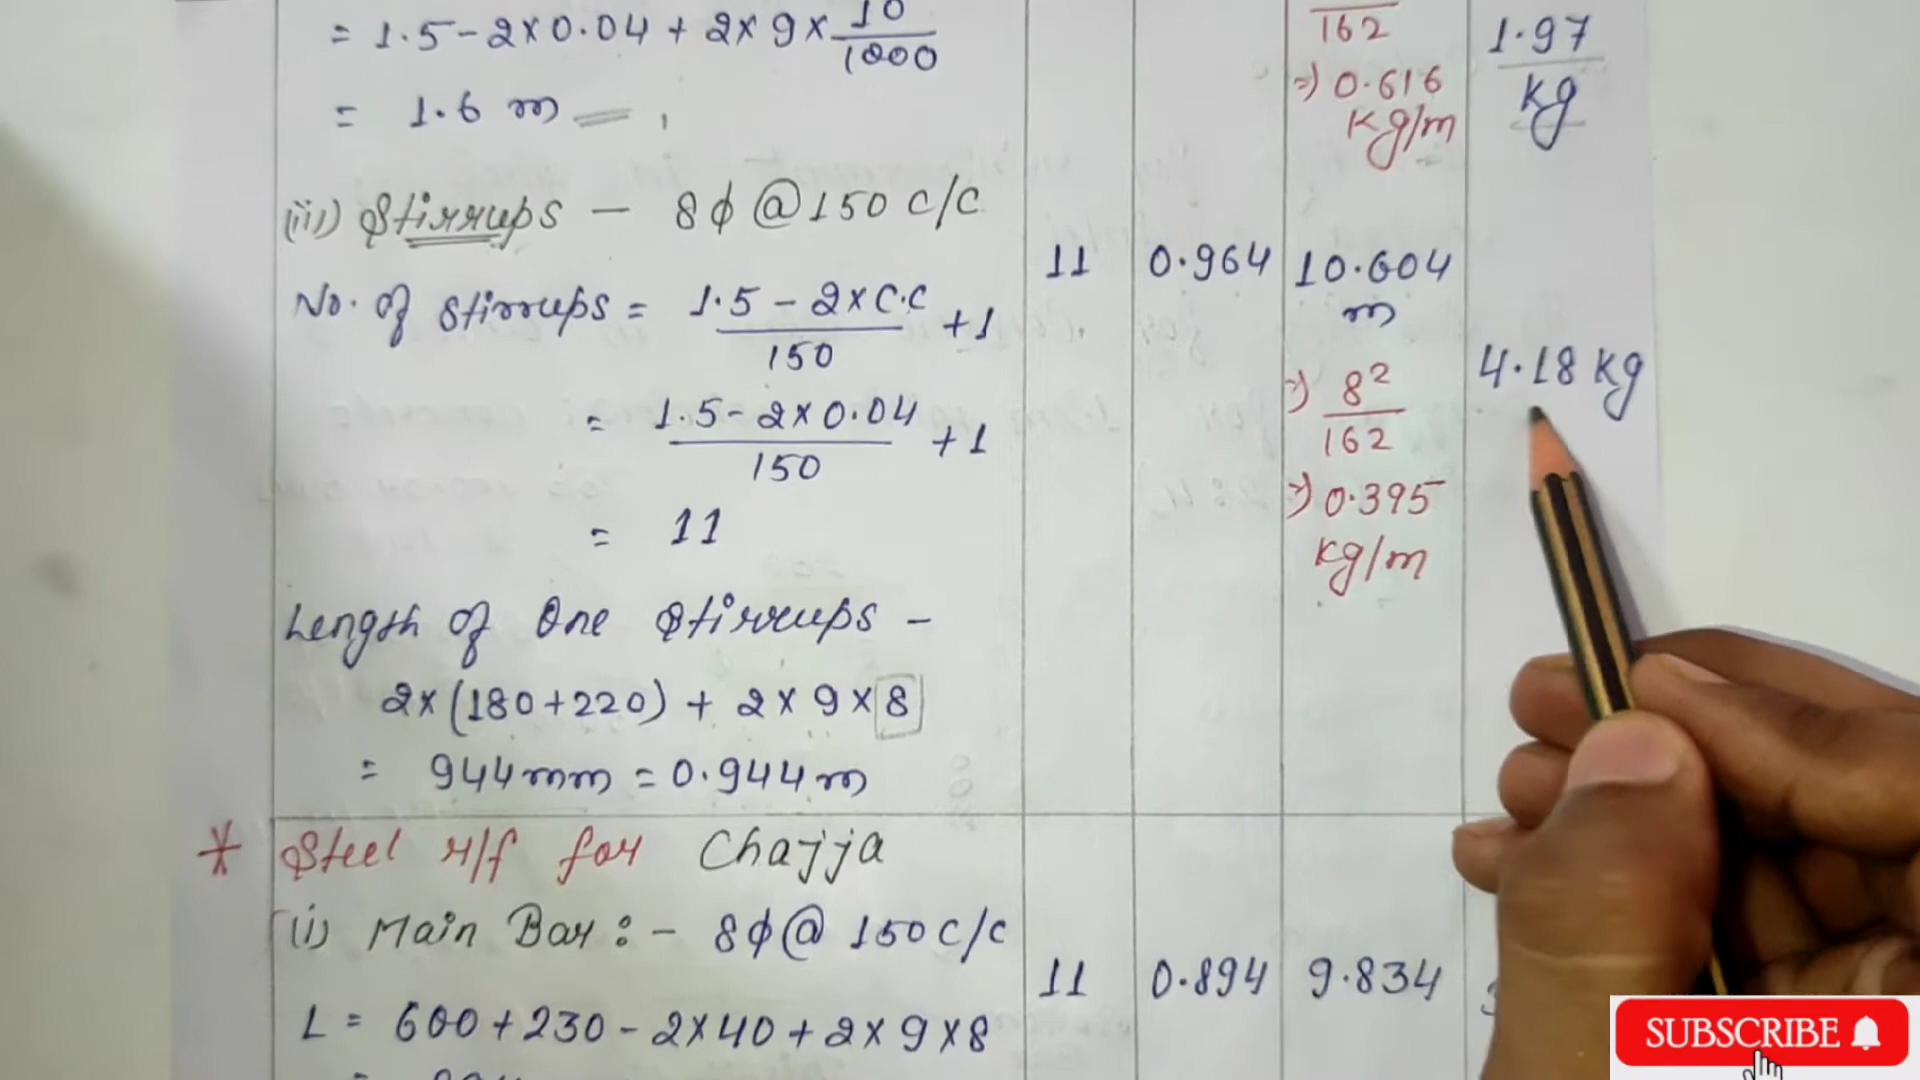 = 1.5 - 2 x 0.04 + 2 x 9 x 10/1000
= 1.6 m
162
=) 0.616
Kg/m
1.97
kg
(iii) Stirrups - 8ϕ @ 150 c/c
No. of stirrups = (1.5 - 2 x c.c)/150 + 1
= (1.5 - 2 x 0.04)/150 + 1
= 11
11
0.964
10.604
m
=) 8²/162
=) 0.395
kg/m
4.18 kg
Length of One stirrups -
2 x (180 + 220) + 2 x 9 x 8
= 944 mm = 0.944 m
* Steel r/f for Chajja
(i) Main Bar : - 8ϕ @ 150 c/c
11
0.894
9.834
L = 600 + 230 - 2 x 40 + 2 x 9 x 8
SUBSCRIBE